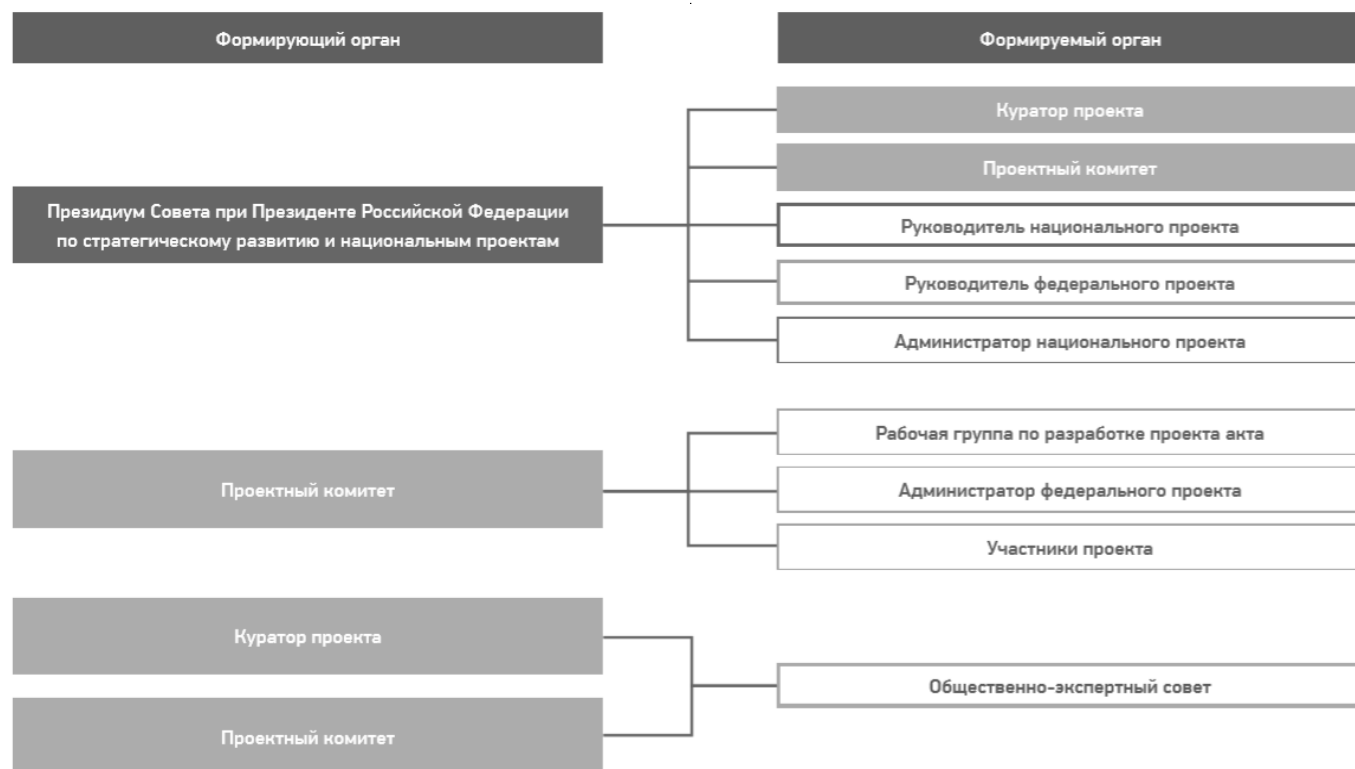 Формирующий орган
Формируемый орган
Президиум Совета при Президенте Российской Федерации
по стратегическому развитию и национальным проектам
Куратор проекта
Проектный комитет
Руководитель национального проекта
Руководитель федерального проекта
Администратор национального проекта
Проектный комитет
Рабочая группа по разработке проекта акта
Администратор федерального проекта
Участники проекта
Куратор проекта
Проектный комитет
Общественно-экспертный совет